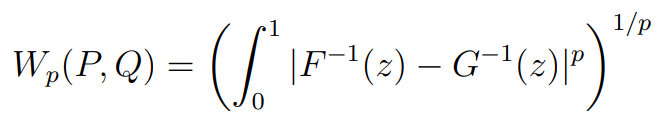 W_p(P, Q) = \left( \int_0^1 |F^{-1}(z) - G^{-1}(z)|^p \right)^{1/p}